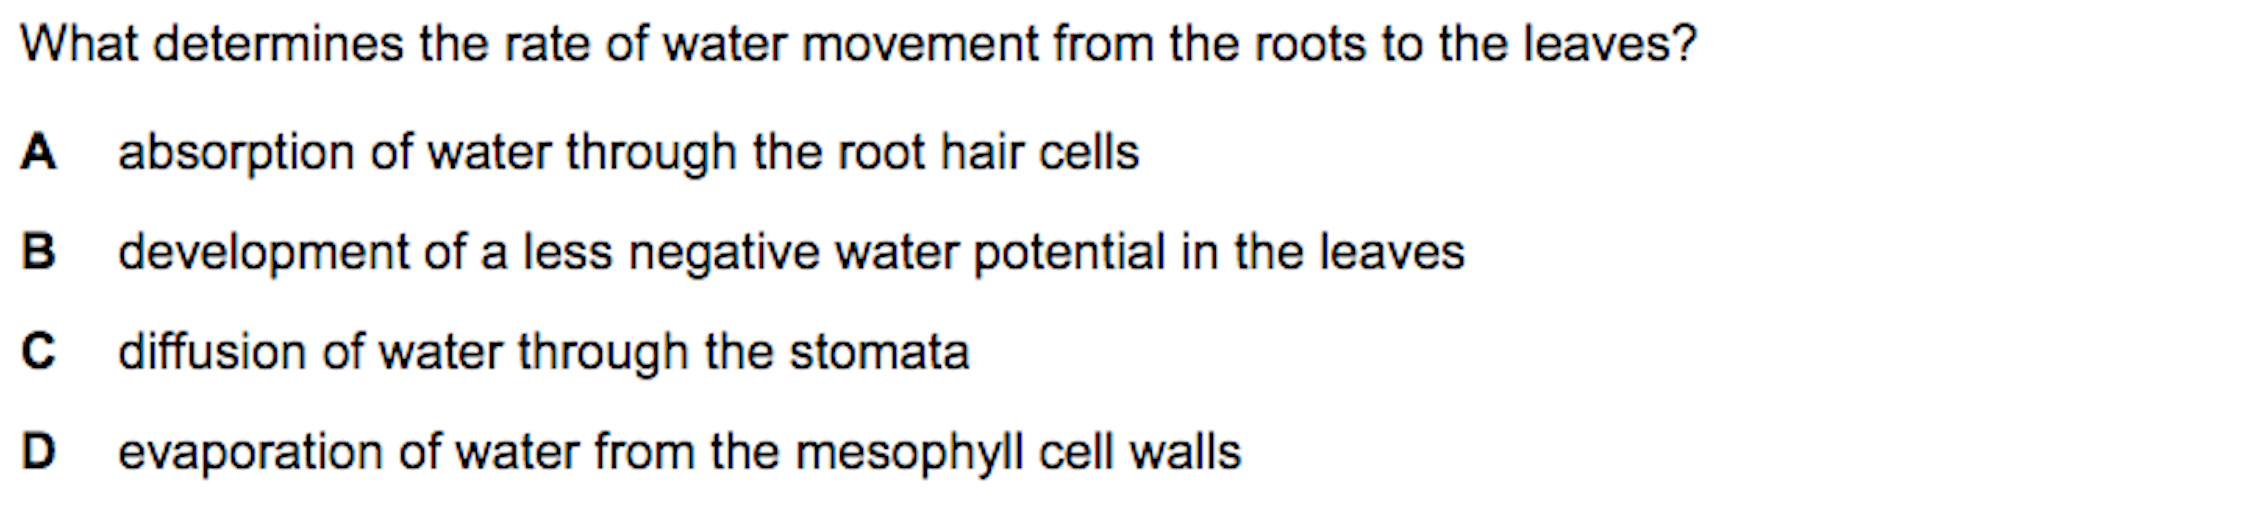 What determines the rate of water movement from the roots to the leaves?
A absorption of water through the root hair cells
B development of a less negative water potential in the leaves
C diffusion of water through the stomata
D evaporation of water from the mesophyll cell walls